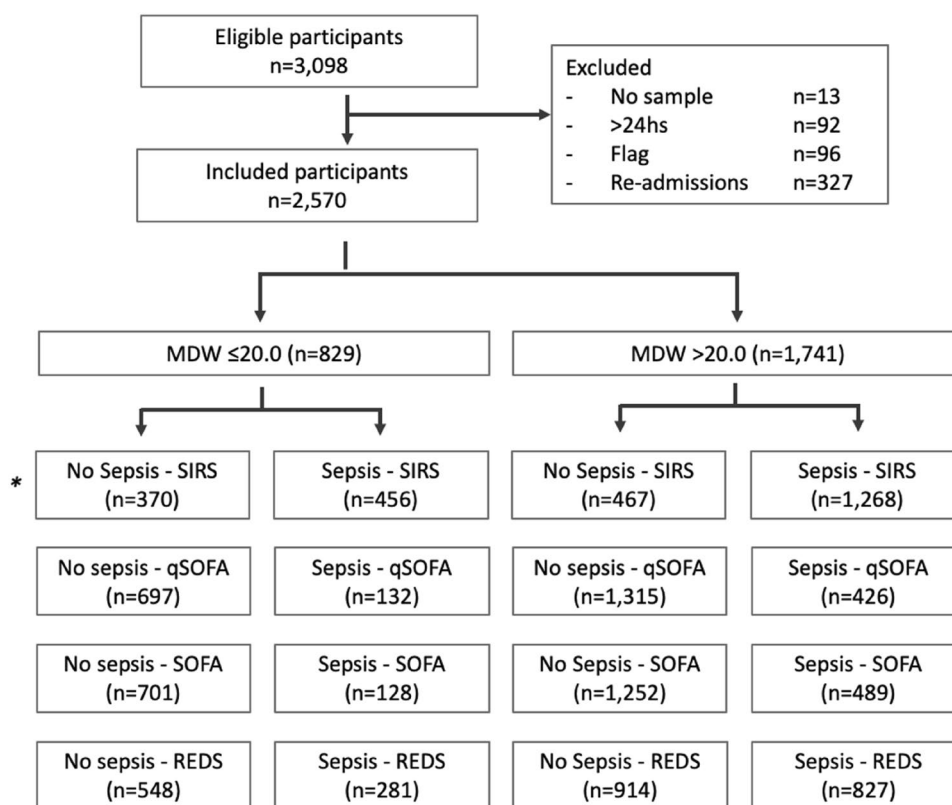 Eligible participants
n=3,098
Excluded
- No sample n=13
- >24hs n=92
- Flag n=96
- Re-admissions n=327
Included participants
n=2,570
MDW ≤20.0 (n=829)
MDW >20.0 (n=1,741)
*
No Sepsis - SIRS
(n=370)
Sepsis - SIRS
(n=456)
No Sepsis - SIRS
(n=467)
Sepsis - SIRS
(n=1,268)
No sepsis - qSOFA
(n=697)
Sepsis - qSOFA
(n=132)
No sepsis - qSOFA
(n=1,315)
Sepsis - qSOFA
(n=426)
No sepsis - SOFA
(n=701)
Sepsis - SOFA
(n=128)
No Sepsis - SOFA
(n=1,252)
Sepsis - SOFA
(n=489)
No sepsis - REDS
(n=548)
Sepsis - REDS
(n=281)
No Sepsis - REDS
(n=914)
Sepsis - REDS
(n=827)